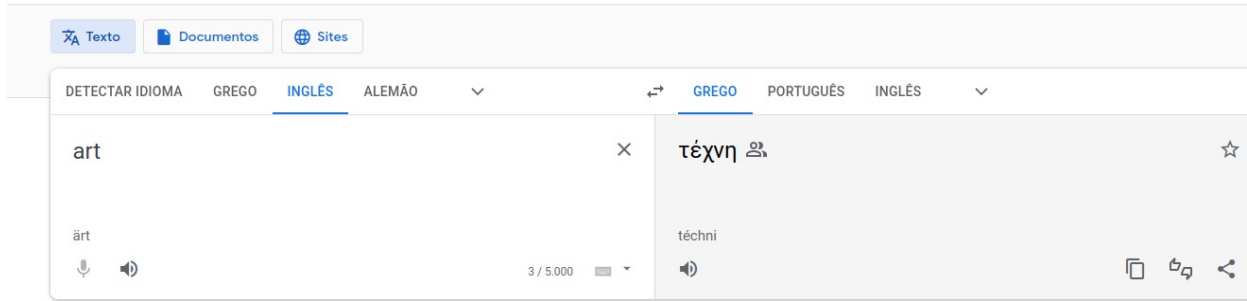 Texto Documentos Sites
DETECTAR IDIOMA GREGO INGLÊS ALEMÃO GREGO PORTUGUÊS INGLÊS
art τέχνη
ärt téchni
3 / 5.000